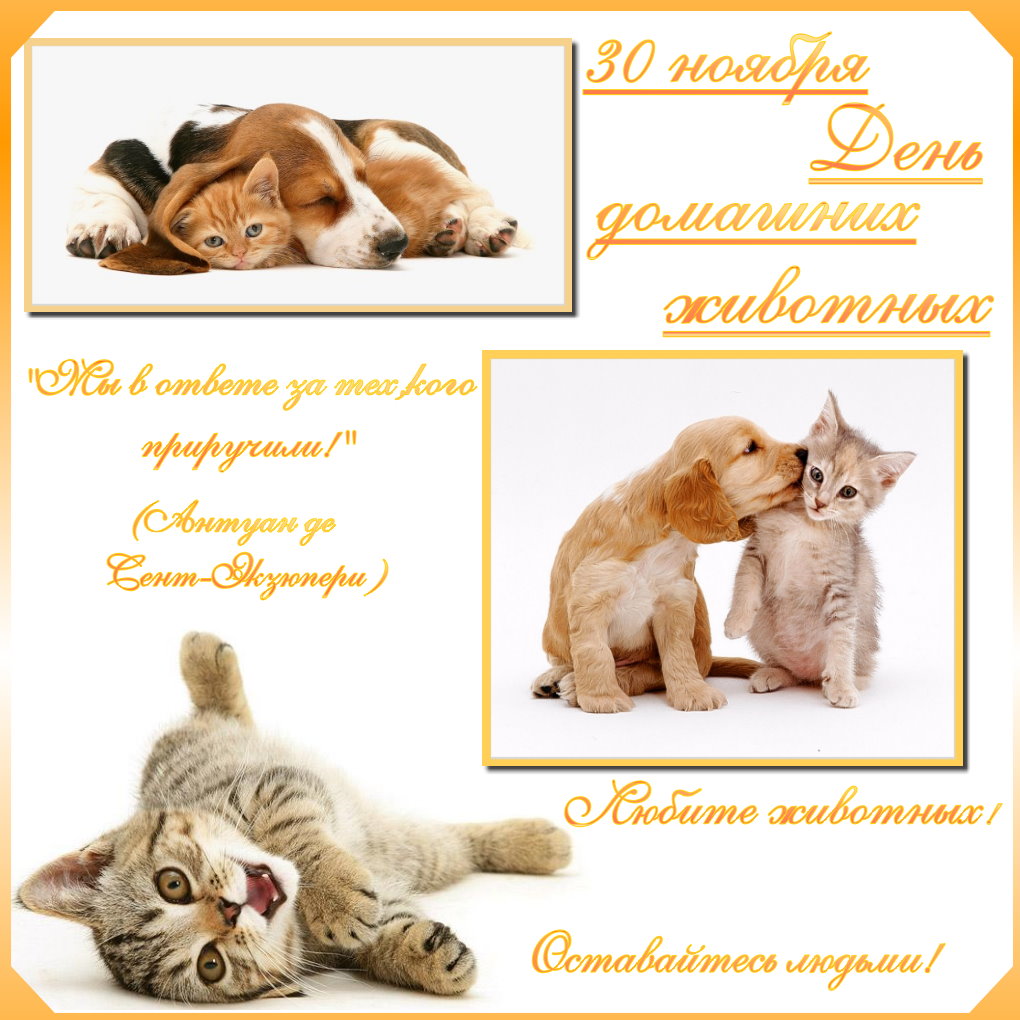 30 ноября
День
домашних
животных
"Мы в ответе за тех,кого
приручили!"
(Антуан де
Сент-Экзюпери)
Любите животных!
Оставайтесь людьми!